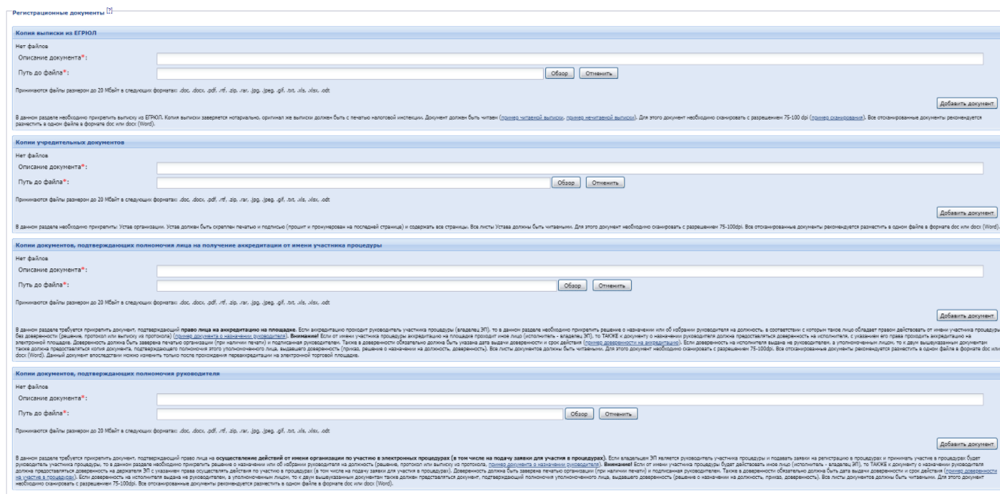 Регистрационные документы [?]
Копия выписки из ЕГРЮЛ
Нет файлов
Описание документа*:
Путь до файла*:
Обзор
Отменить
Принимаются файлы размером до 20 Мбайт в следующих форматах: .doc, .docx, .pdf, .rtf, .zip, .rar, .jpg, .jpeg, .gif, .txt, .xls, .xlsx, .odt
Добавить документ
В данном разделе необходимо прикрепить выписку из ЕГРЮЛ. Копия выписки заверяется нотариально, оригинал же выписки должен быть с печатью налоговой инспекции. Документ должен быть читаем (пример читаемой выписки, пример нечитаемой выписки). Для этого документ необходимо сканировать с разрешением 75-100 dpi (пример сканирования). Все отсканированные документы рекомендуется
разместить в одном файле в формате doc или docx (Word).
Копии учредительных документов
Нет файлов
Описание документа*:
Путь до файла*:
Обзор
Отменить
Принимаются файлы размером до 20 Мбайт в следующих форматах: .doc, .docx, .pdf, .rtf, .zip, .rar, .jpg, .jpeg, .gif, .txt, .xls, .xlsx, .odt
Добавить документ
В данном разделе необходимо прикрепить: Устав организации. Устав должен быть скреплен печатью и подписью (прошит и пронумерован на последней странице) и содержать все страницы. Все листы Устава должны быть читаемыми. Для этого документ необходимо сканировать с разрешением 75-100dpi. Все отсканированные документы рекомендуется разместить в одном файле в формате doc или docx (Word).
Копии документов, подтверждающих полномочия лица на получение аккредитации от имени участника процедуры
Нет файлов
Описание документа*:
Путь до файла*:
Обзор
Отменить
Принимаются файлы размером до 20 Мбайт в следующих форматах: .doc, .docx, .pdf, .rtf, .zip, .rar, .jpg, .jpeg, .gif, .txt, .xls, .xlsx, .odt
Добавить документ
В данном разделе требуется прикрепить документ, подтверждающий право лица на аккредитацию на площадке. Если аккредитацию проходит руководитель участника процедуры (владелец ЭП), то в данном разделе необходимо прикрепить решение о назначении или об избрании руководителя на должность, в соответствии с которым такое лицо обладает правом действовать от имени участника процедуры
без доверенности (решение, протокол или выписку из протокола) (пример документа о назначении руководителя). Внимание! Если от имени участника процедуры аккредитацию на площадке проходит иное лицо (исполнитель - владелец ЭП), то ТАКЖЕ к документу о назначении руководителя должна предоставляться доверенность на исполнителя, с указанием его права проходить аккредитацию на
электронной площадке. Доверенность должна быть заверена печатью организации (при наличии печати) и подписанная руководителем. Также в доверенности обязательно должно быть указана дата выдачи доверенности и срок действия (пример доверенности на аккредитацию). Если доверенность на исполнителя выдана не руководителем, а уполномоченным лицом, то к двум вышеуказанным документам
также должна предоставляться копия документа, подтверждающего полномочия этого уполномоченного лица, выдавшего доверенность (приказ, решение о назначении на должность, доверенность). Все листы документов должны быть читаемыми. Для этого документ необходимо сканировать с разрешением 75-100dpi. Все отсканированные документы рекомендуется разместить в одном файле в формате doc или
docx (Word). Данный документ впоследствии можно изменить только после прохождения переаккредитации на электронной торговой площадке.
Копии документов, подтверждающих полномочия руководителя
Нет файлов
Описание документа*:
Путь до файла*:
Обзор
Отменить
Принимаются файлы размером до 20 Мбайт в следующих форматах: .doc, .docx, .pdf, .rtf, .zip, .rar, .jpg, .jpeg, .gif, .txt, .xls, .xlsx, .odt
Добавить документ
В данном разделе требуется прикрепить документ, подтверждающий право лица на осуществление действий от имени организации по участию в электронных процедурах (в том числе на подачу заявки для участия в процедурах). Если владельцем ЭП является руководитель участника процедуры и подавать заявки на регистрацию в процедурах и принимать участие в процедурах будет
руководитель участника процедуры, то в данном разделе необходимо прикрепить решение о назначении или об избрании руководителя на должность (решение, протокол или выписку из протокола, пример документа о назначении руководителя). Внимание! Если от имени участника процедуры будет действовать иное лицо (исполнитель - владелец ЭП), то ТАКЖЕ к документу о назначении руководителя
должна предоставляться доверенность на держателя ЭП с указанием права осуществлять действия по участию в процедурах (в том числе на подачу заявки для участия в процедурах). Доверенность должна быть заверена печатью организации (при наличии печати) и подписанная руководителем. Также в доверенности обязательно должна быть дата выдачи доверенности и срок действия (пример доверенности
на участие в процедурах). Если доверенность на исполнителя выдана не руководителем, а уполномоченным лицом, то к двум вышеуказанным документам также должен представляться документ, подтверждающий полномочия уполномоченного лица, выдавшего доверенность (решение о назначении на должность, приказ, доверенность). Все листы документов должны быть читаемыми. Для этого документ
необходимо сканировать с разрешением 75-100dpi. Все отсканированные документы рекомендуется разместить в одном файле в формате doc или docx (Word).